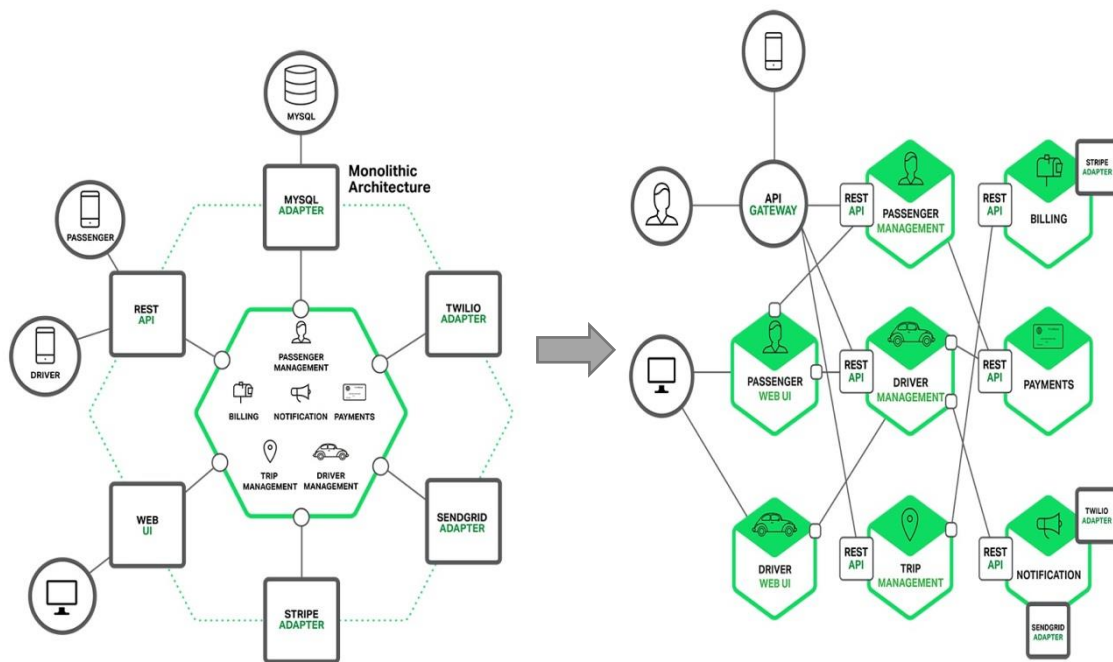 MYSQL
Monolithic
Architecture
MYSQL
ADAPTER
PASSENGER
REST
API
TWILIO
ADAPTER
DRIVER
PASSENGER
MANAGEMENT
BILLING
NOTIFICATION
PAYMENTS
TRIP
MANAGEMENT
DRIVER
MANAGEMENT
WEB
UI
SENDGRID
ADAPTER
STRIPE
ADAPTER
API
GATEWAY
REST
API
PASSENGER
MANAGEMENT
REST
API
BILLING
STRIPE
ADAPTER
PASSENGER
WEB UI
REST
API
DRIVER
MANAGEMENT
REST
API
PAYMENTS
DRIVER
WEB UI
REST
API
TRIP
MANAGEMENT
REST
API
NOTIFICATION
TWILIO
ADAPTER
SENDGRID
ADAPTER